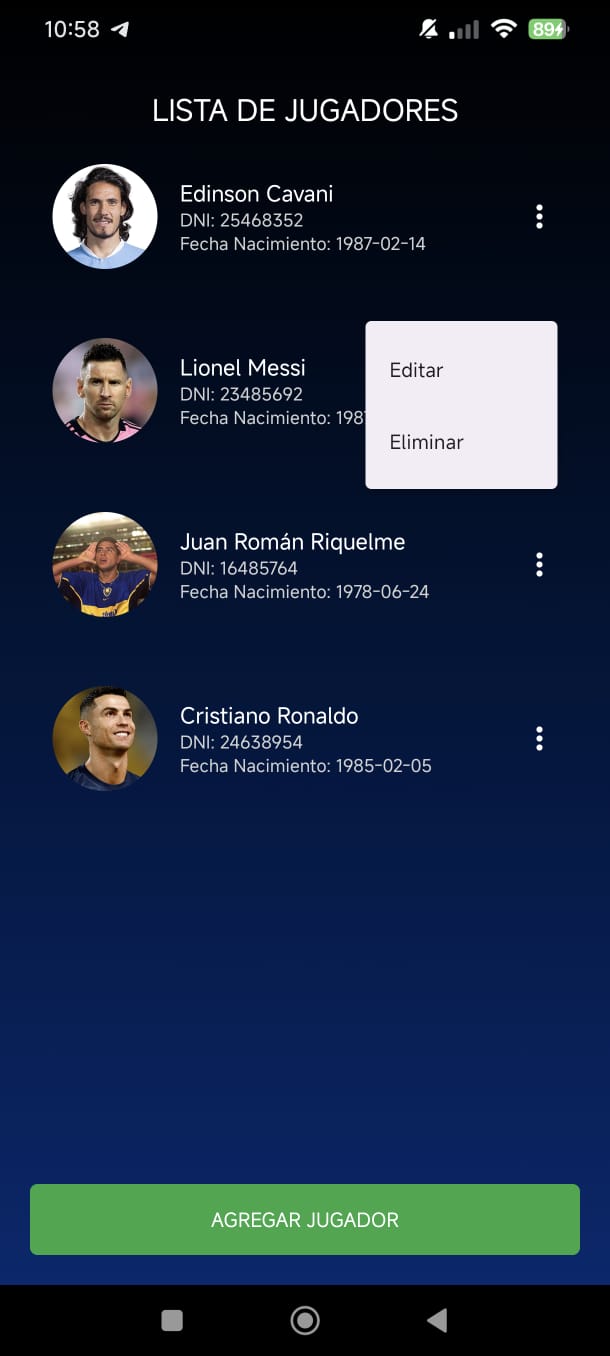 10:58
89
LISTA DE JUGADORES
Edinson Cavani
DNI: 25468352
Fecha Nacimiento: 1987-02-14
Lionel Messi
DNI: 23485692
Fecha Nacimiento: 198
Editar
Eliminar
Juan Román Riquelme
DNI: 16485764
Fecha Nacimiento: 1978-06-24
Cristiano Ronaldo
DNI: 24638954
Fecha Nacimiento: 1985-02-05
AGREGAR JUGADOR